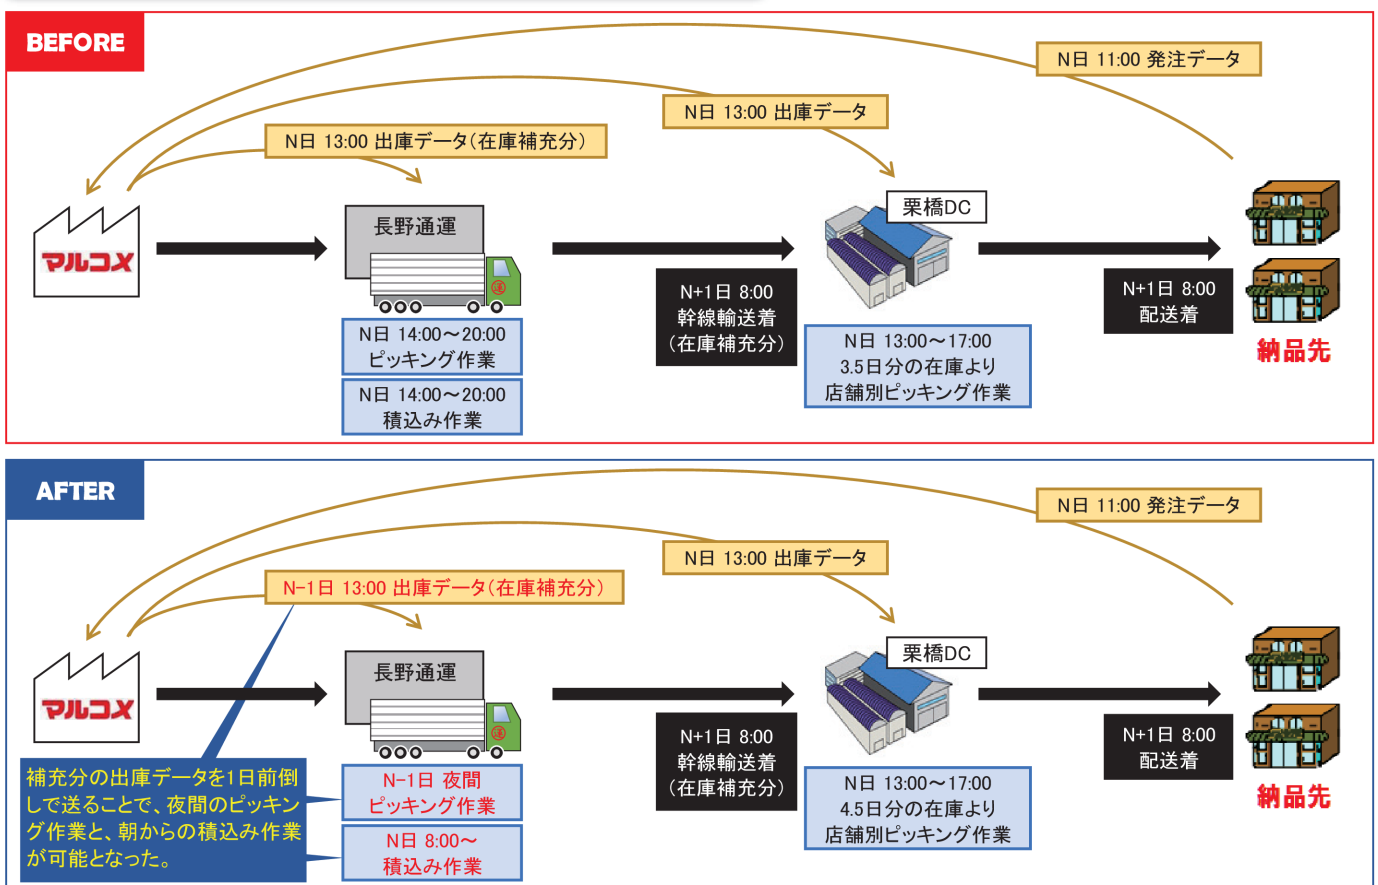 BEFORE
N日 11:00 発注データ
N日 13:00 出庫データ
N日 13:00 出庫データ(在庫補充分)
マルコメ
長野通運
運
栗橋DC
N日 14:00～20:00
ピッキング作業
N日 14:00～20:00
積込み作業
N+1日 8:00
幹線輸送着
(在庫補充分)
N日 13:00～17:00
3.5日分の在庫より
店舗別ピッキング作業
N+1日 8:00
配送着
納品先
AFTER
N日 11:00 発注データ
N日 13:00 出庫データ
N-1日 13:00 出庫データ(在庫補充分)
マルコメ
長野通運
運
栗橋DC
補充分の出庫データを1日前倒
しで送ることで、夜間のピッキン
グ作業と、朝からの積込み作業
が可能となった。
N-1日 夜間
ピッキング作業
N日 8:00～
積込み作業
N+1日 8:00
幹線輸送着
(在庫補充分)
N日 13:00～17:00
4.5日分の在庫より
店舗別ピッキング作業
N+1日 8:00
配送着
納品先